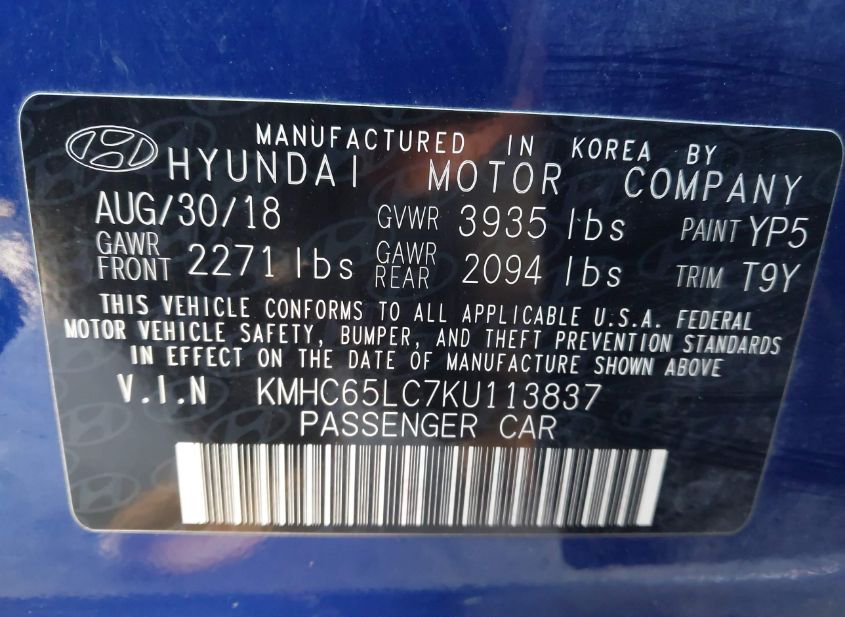 MANUFACTURED IN KOREA BY
HYUNDAI MOTOR COMPANY
AUG/30/18 GVWR 3935 lbs PAINT YP5
GAWR FRONT 2271 lbs GAWR REAR 2094 lbs TRIM T9Y
THIS VEHICLE CONFORMS TO ALL APPLICABLE U.S.A. FEDERAL
MOTOR VEHICLE SAFETY, BUMPER, AND THEFT PREVENTION STANDARDS
IN EFFECT ON THE DATE OF MANUFACTURE SHOWN ABOVE
V.I.N KMHC65LC7KU113837
PASSENGER CAR